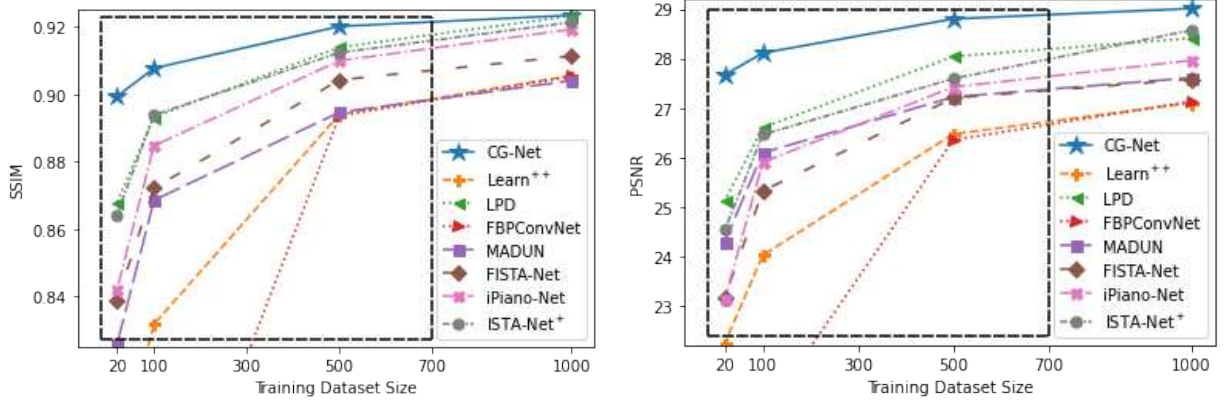 SSIM
0.92
0.90
0.88
0.86
0.84
20
100
300
500
700
1000
Training Dataset Size
CG-Net
Learn⁺⁺
LPD
FBPConvNet
MADUN
FISTA-Net
iPiano-Net
ISTA-Net⁺
PSNR
29
28
27
26
25
24
23
20
100
300
500
700
1000
Training Dataset Size
CG-Net
Learn⁺⁺
LPD
FBPConvNet
MADUN
FISTA-Net
iPiano-Net
ISTA-Net⁺